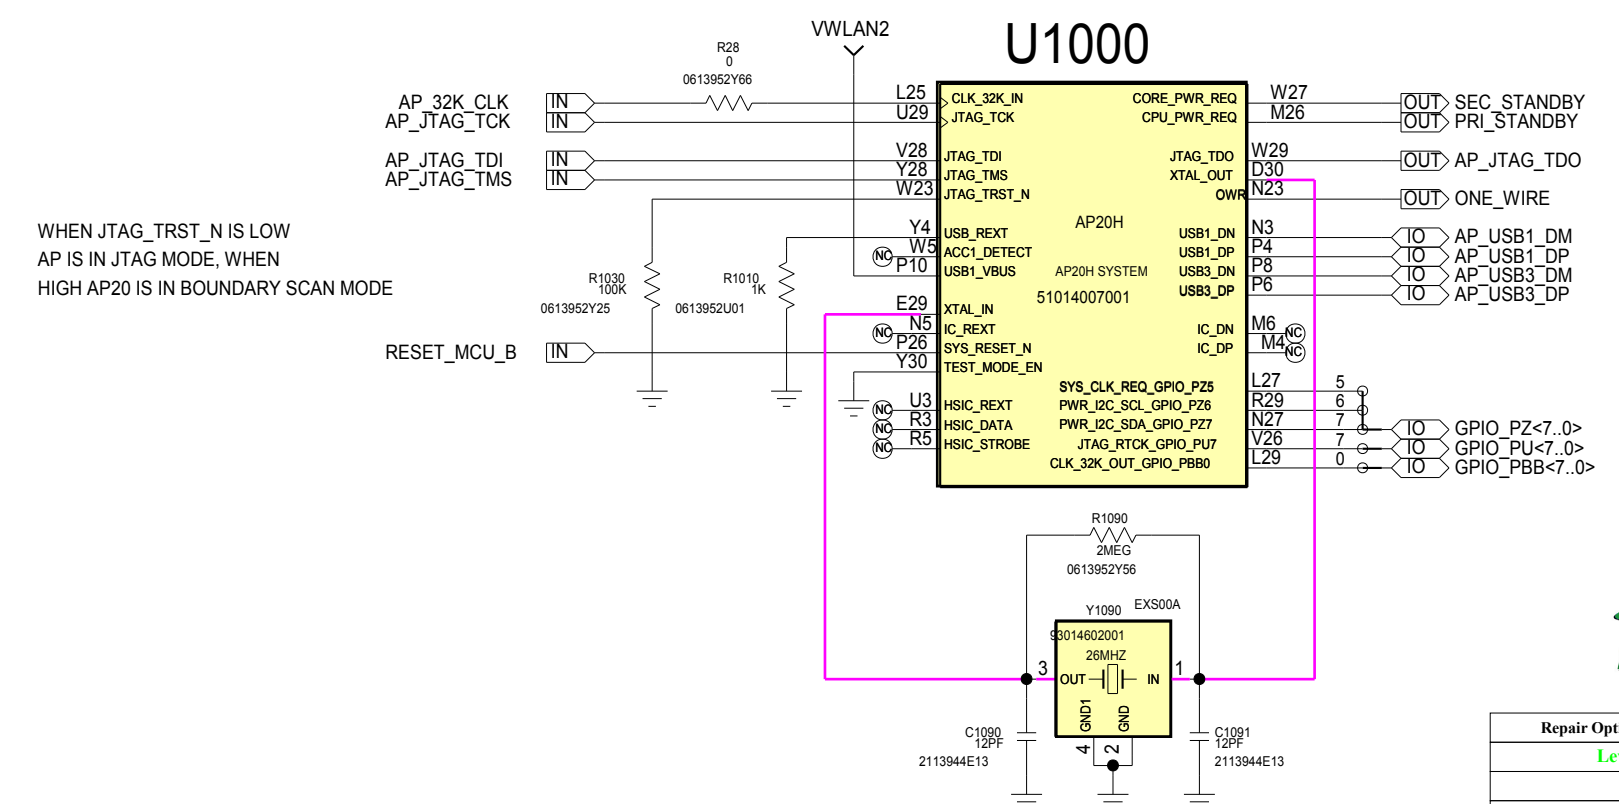 U1000
VWLAN2
R28
0
0613952Y66
AP_32K_CLK IN L25 CLK_32K_IN CORE_PWR_REQ W27 OUT SEC_STANDBY
AP_JTAG_TCK IN U29 JTAG_TCK CPU_PWR_REQ M26 OUT PRI_STANDBY
AP_JTAG_TDI IN V28 JTAG_TDI JTAG_TDO W29 OUT AP_JTAG_TDO
AP_JTAG_TMS IN Y28 JTAG_TMS XTAL_OUT D30
W23 JTAG_TRST_N OWR N23 OUT ONE_WIRE
WHEN JTAG_TRST_N IS LOW
AP IS IN JTAG MODE, WHEN
HIGH AP20 IS IN BOUNDARY SCAN MODE
AP20H
Y4 USB_REXT USB1_DN N3 IO AP_USB1_DM
NC W5 ACC1_DETECT USB1_DP P4 IO AP_USB1_DP
P10 USB1_VBUS AP20H SYSTEM USB3_DN P8 IO AP_USB3_DM
51014007001 USB3_DP P6 IO AP_USB3_DP
R1030
100K
0613952Y25
R1010
1K
0613952U01
E29 XTAL_IN
NC N5 IC_REXT IC_DN M6 NC
RESET_MCU_B IN P26 SYS_RESET_N IC_DP M4 NC
Y30 TEST_MODE_EN
SYS_CLK_REQ_GPIO_PZ5 L27 5
NC U3 HSIC_REXT PWR_I2C_SCL_GPIO_PZ6 R29 6
NC R3 HSIC_DATA PWR_I2C_SDA_GPIO_PZ7 N27 7 IO GPIO_PZ<7..0>
NC R5 HSIC_STROBE JTAG_RTCK_GPIO_PU7 V26 7 IO GPIO_PU<7..0>
CLK_32K_OUT_GPIO_PBB0 L29 0 IO GPIO_PBB<7..0>
R1090
2MEG
0613952Y56
Y1090 EXS00A
93014602001
26MHZ
3 OUT IN 1
GND1 GND
4 2
C1090
12PF
2113944E13
C1091
12PF
2113944E13
Repair Opt
Le